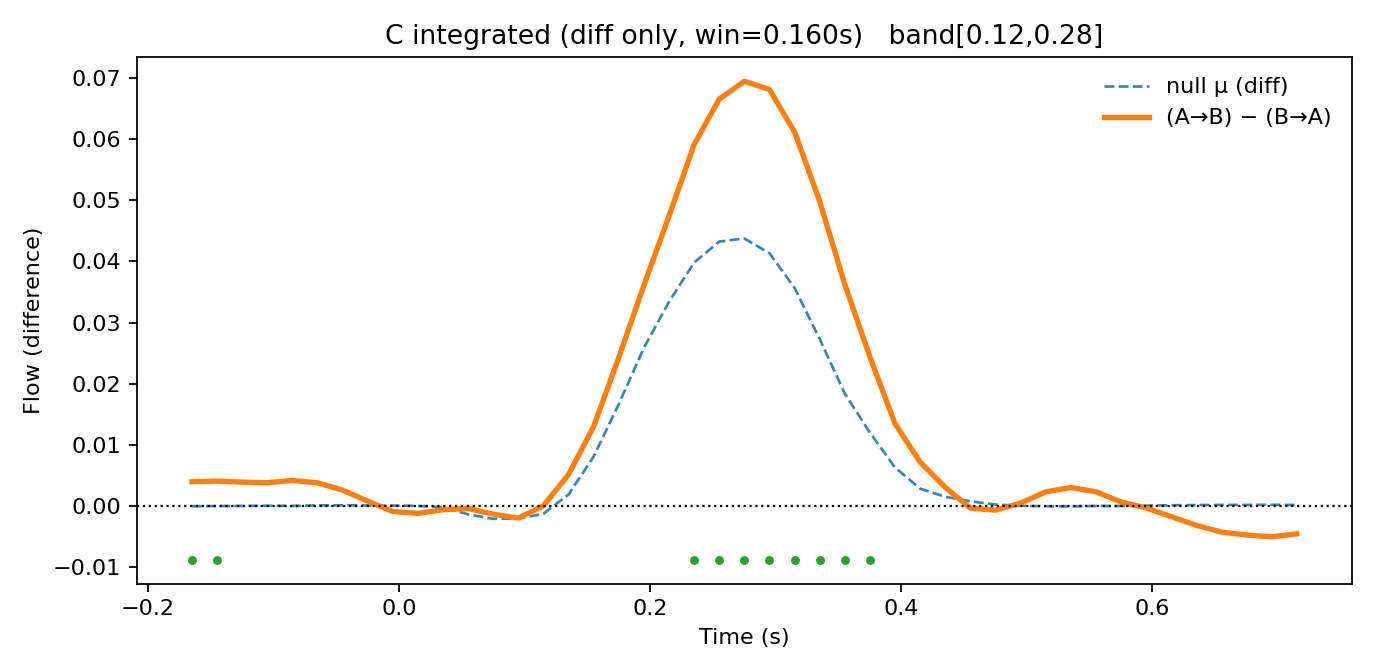 C integrated (diff only, win=0.160s)   band[0.12,0.28]
null μ (diff)
(A→B) − (B→A)
Flow (difference)
0.07
0.06
0.05
0.04
0.03
0.02
0.01
0.00
−0.01
−0.2 0.0 0.2 0.4 0.6
Time (s)